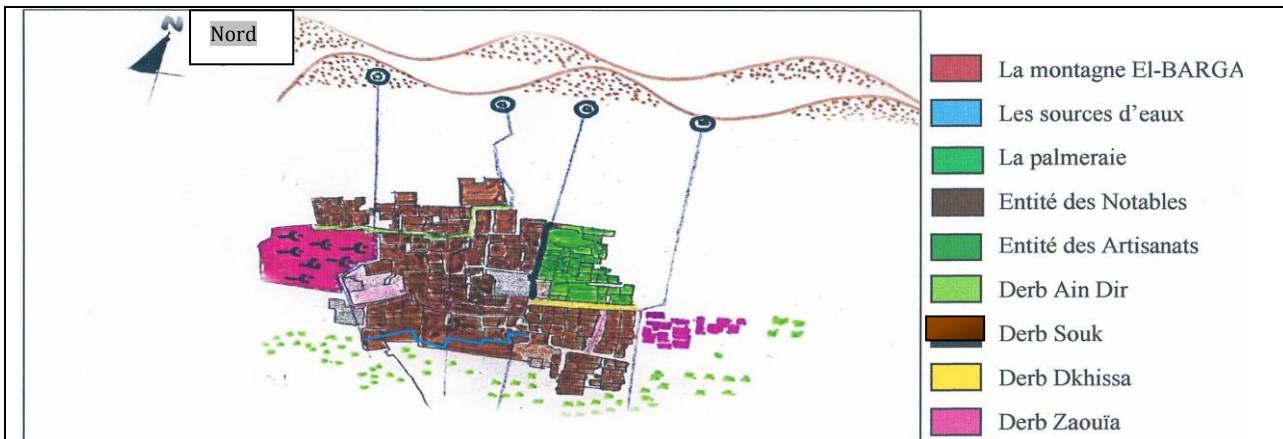 N
Nord
La montagne El-BARGA
Les sources d'eaux
La palmeraie
Entité des Notables
Entité des Artisanats
Derb Ain Dir
Derb Souk
Derb Dkhissa
Derb Zaouïa